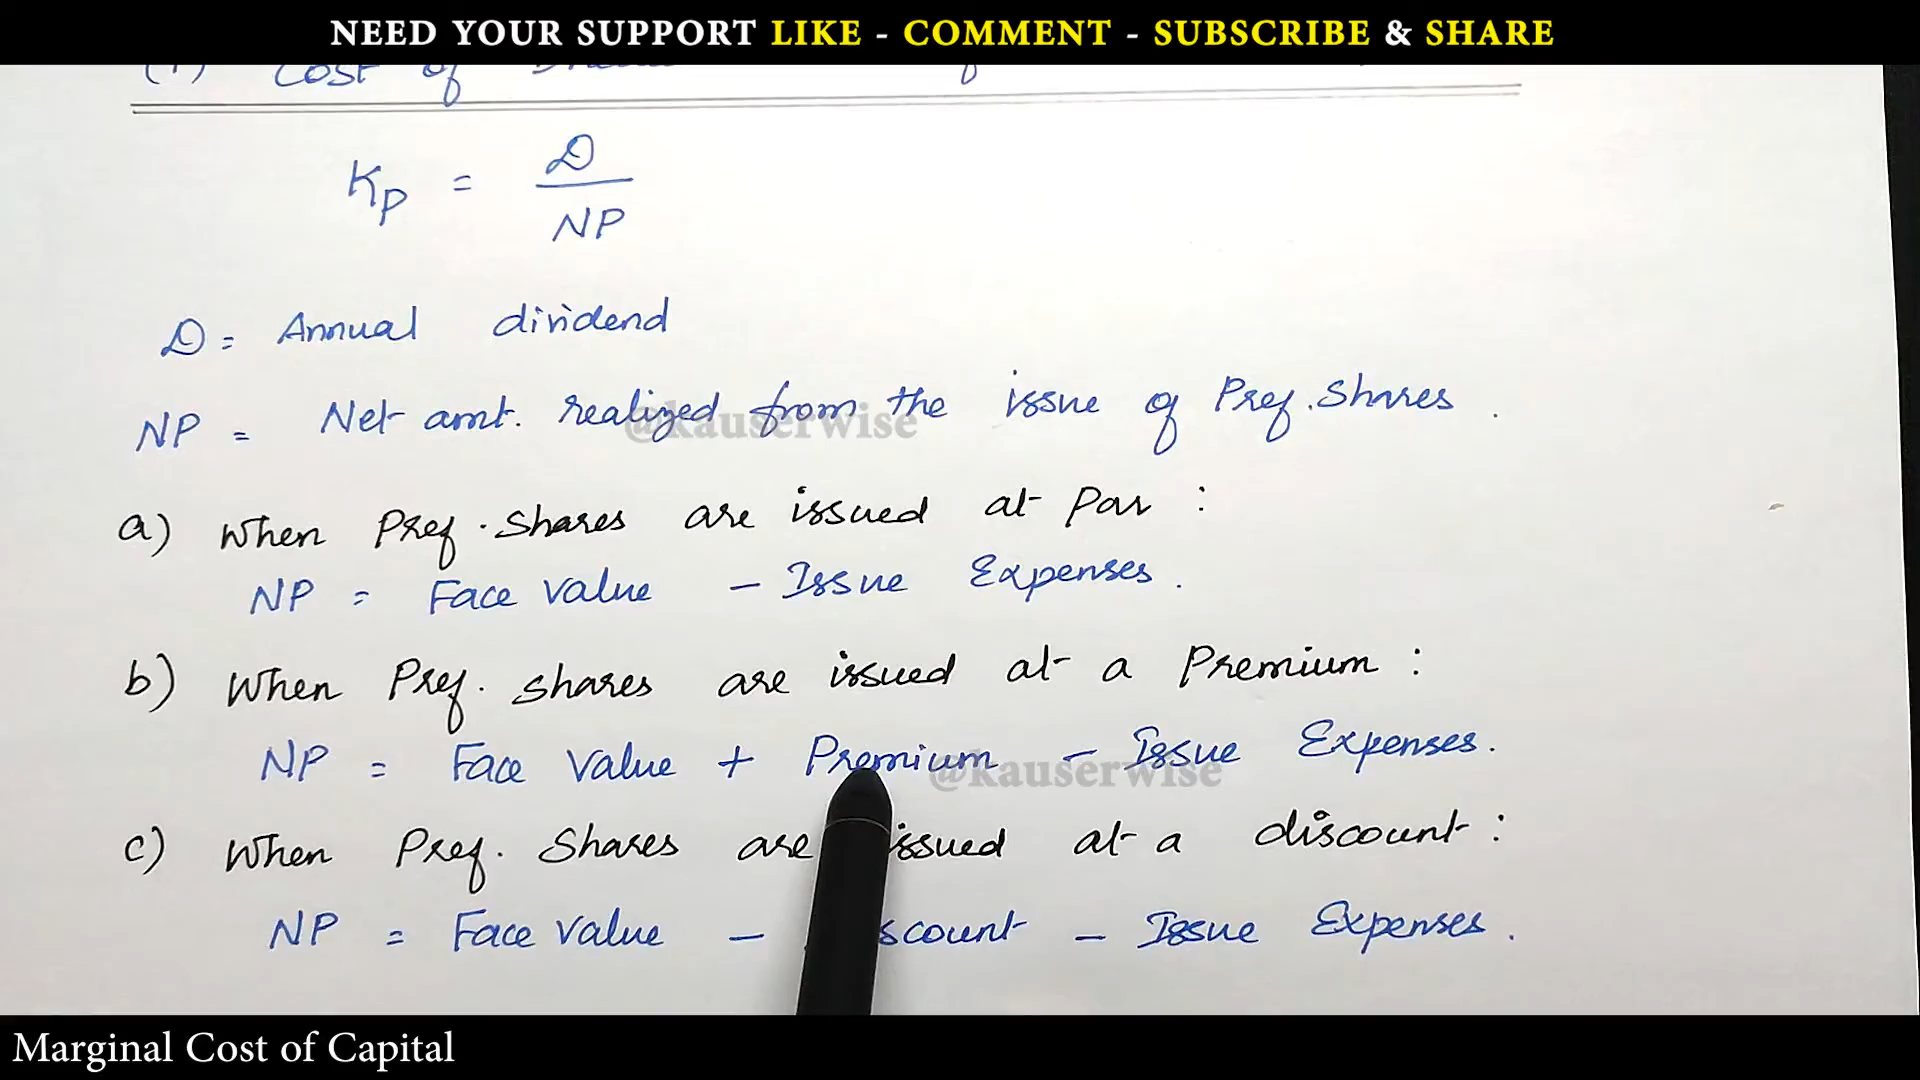 NEED YOUR SUPPORT LIKE - COMMENT - SUBSCRIBE & SHARE
Cost of
Kp = D
NP
D = Annual dividend
NP = Net amt. realized from the issue of Pref. Shares.
@kauserwise
a) When Pref. Shares are issued at Par :
NP = Face Value - Issue Expenses.
b) When Pref. Shares are issued at a Premium :
NP = Face Value + Premium - Issue Expenses.
@kauserwise
c) When Pref. Shares are issued at a discount :
NP = Face Value - scount - Issue Expenses.
Marginal Cost of Capital